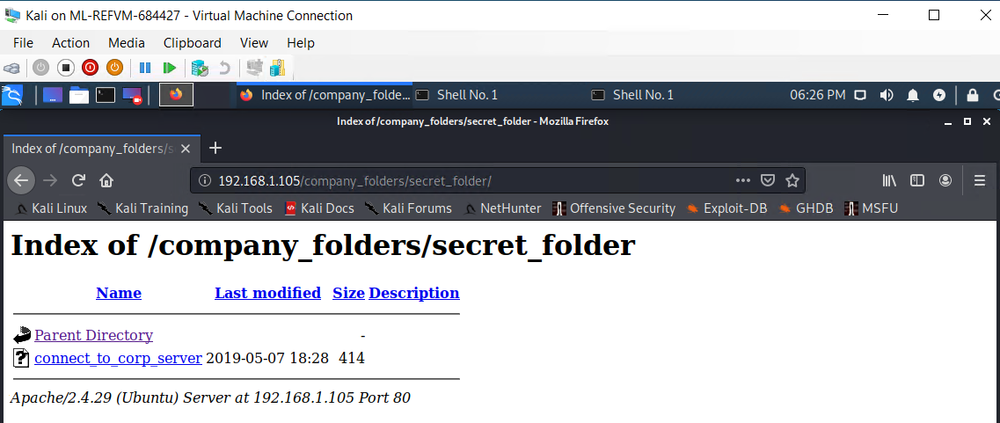 Kali on ML-REFVM-684427 - Virtual Machine Connection
File Action Media Clipboard View Help
Index of /company_folde... Shell No. 1 Shell No. 1 06:26 PM
Index of /company_folders/secret_folder - Mozilla Firefox
Index of /company_folders/s
192.168.1.105/company_folders/secret_folder/
Kali Linux Kali Training Kali Tools Kali Docs Kali Forums NetHunter Offensive Security Exploit-DB GHDB MSFU
Index of /company_folders/secret_folder
Name Last modified Size Description
Parent Directory -
connect_to_corp_server 2019-05-07 18:28 414
Apache/2.4.29 (Ubuntu) Server at 192.168.1.105 Port 80